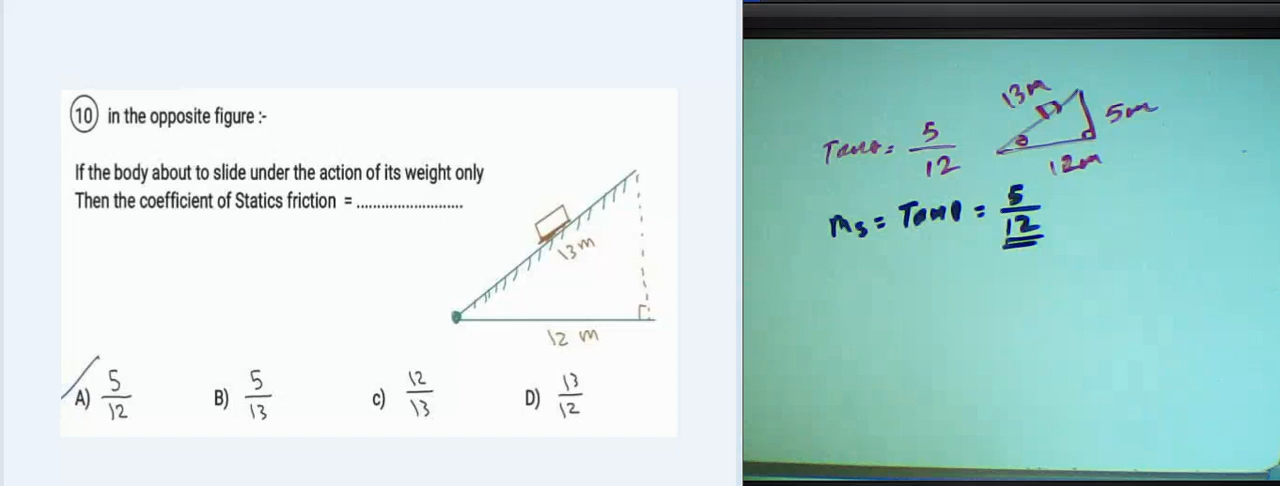 10 in the opposite figure :-
If the body about to slide under the action of its weight only
Then the coefficient of Statics friction = ..........................
13m
12 m
A) 5/12
B) 5/13
c) 12/13
D) 13/12
13m
5m
12m
Tanθ = 5/12
Ms = Tanθ = 5/12